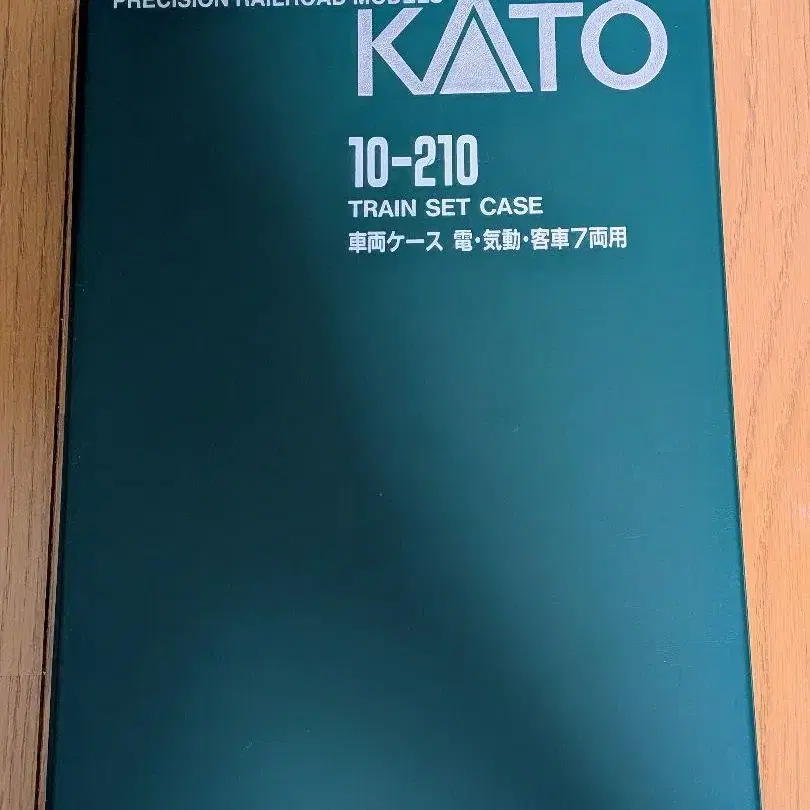 PRECISION RAILROAD MODELS
KATO
10-210
TRAIN SET CASE
車両ケース 電・気動・客車7両用